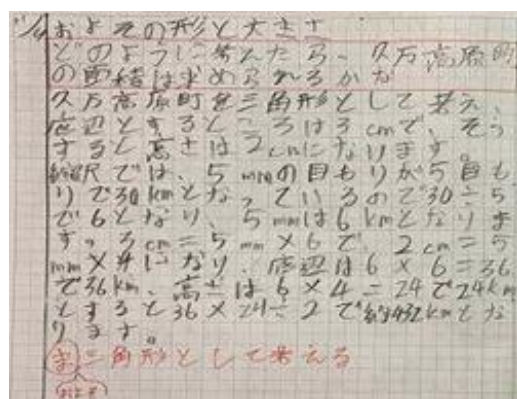 11/4
およその形と大きさ
どのように考えたら、久万高原町
の面積は求められるかな
久万高原町を三角形として考え、
底辺とするところは3cmで、そう
すると高さは2cmになります。
縮尺では、5mmの目もりが5目も
りで30kmとなっているので30÷5
で6となり、5mmは6kmとなりま
す。3cm=5mm×6で、2cm=5
mm×4になり、底辺は6×6=36
で36km、高さは6×4=24で24km
とすると36×24÷2で約432kmとな
ります。
ま 三角形として考える
およそ